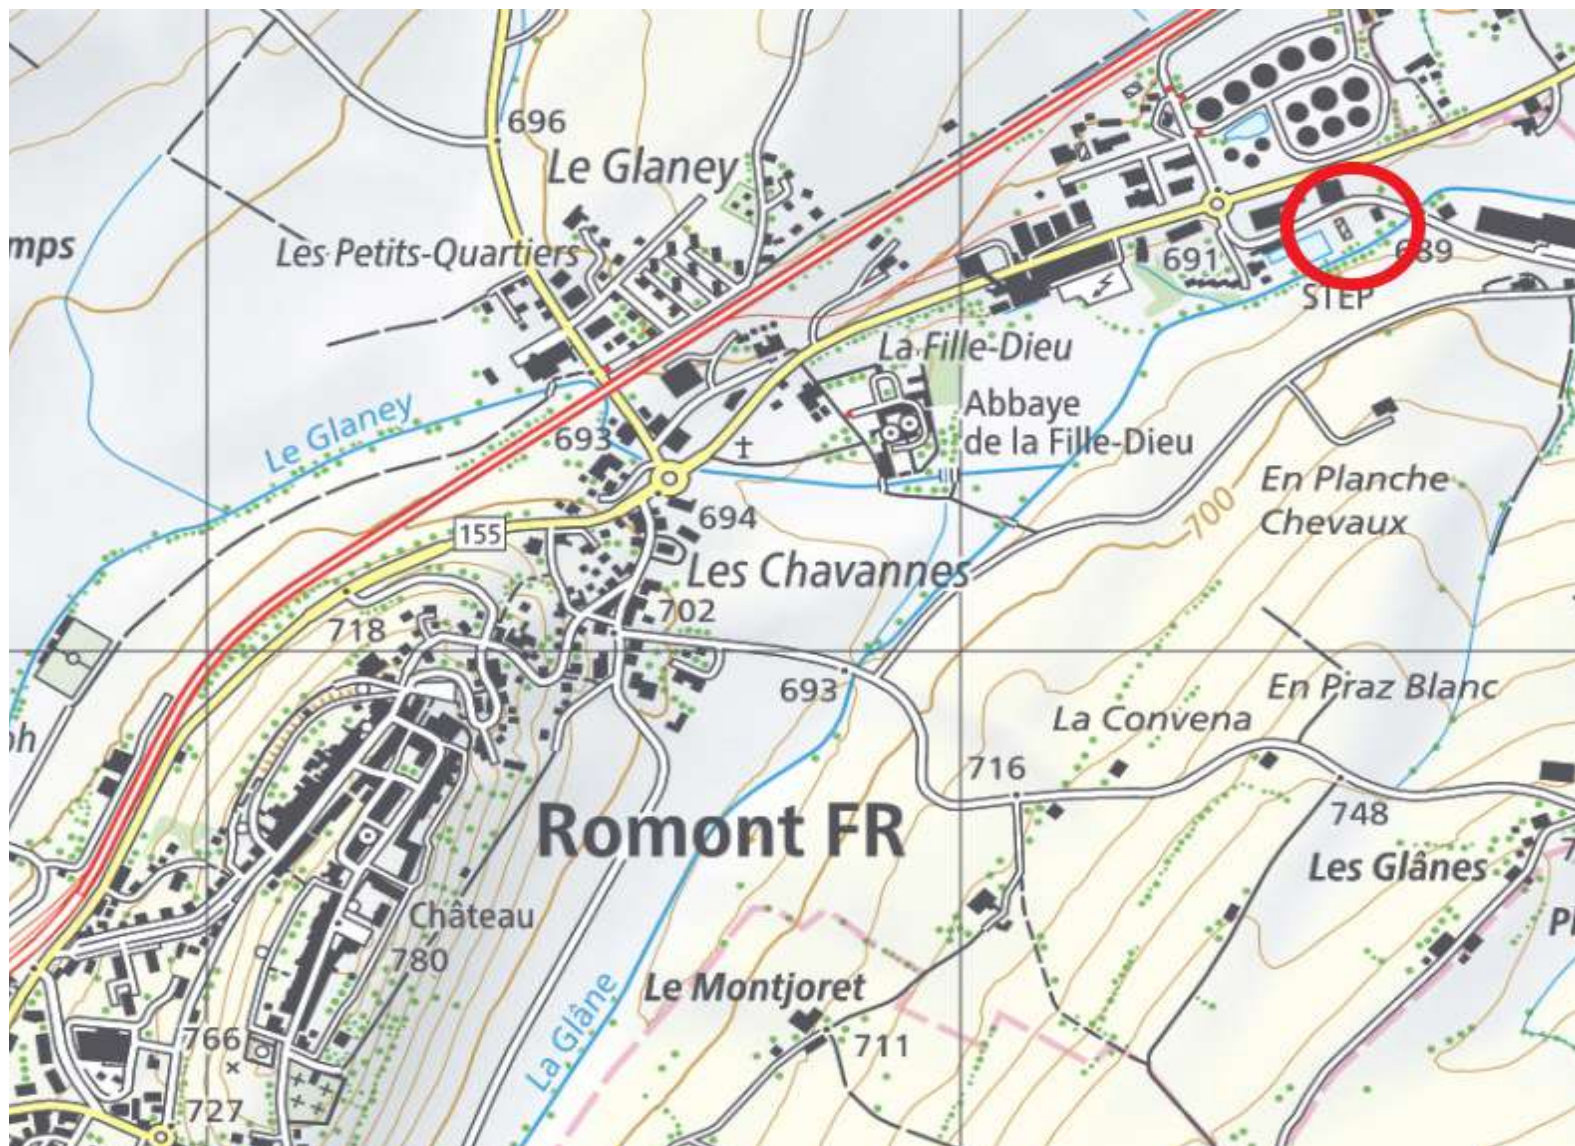 696
Le Glaney
mps
Les Petits-Quartiers
691
689
STEP
La Fille-Dieu
Le Glaney
693
Abbaye
de la Fille-Dieu
En Planche
Chevaux
155
694
700
Les Chavannes
718
702
693
En Praz Blanc
La Convena
716
748
Romont FR
Les Glânes
Château
780
Le Montjoret
La Glâne
766
711
727